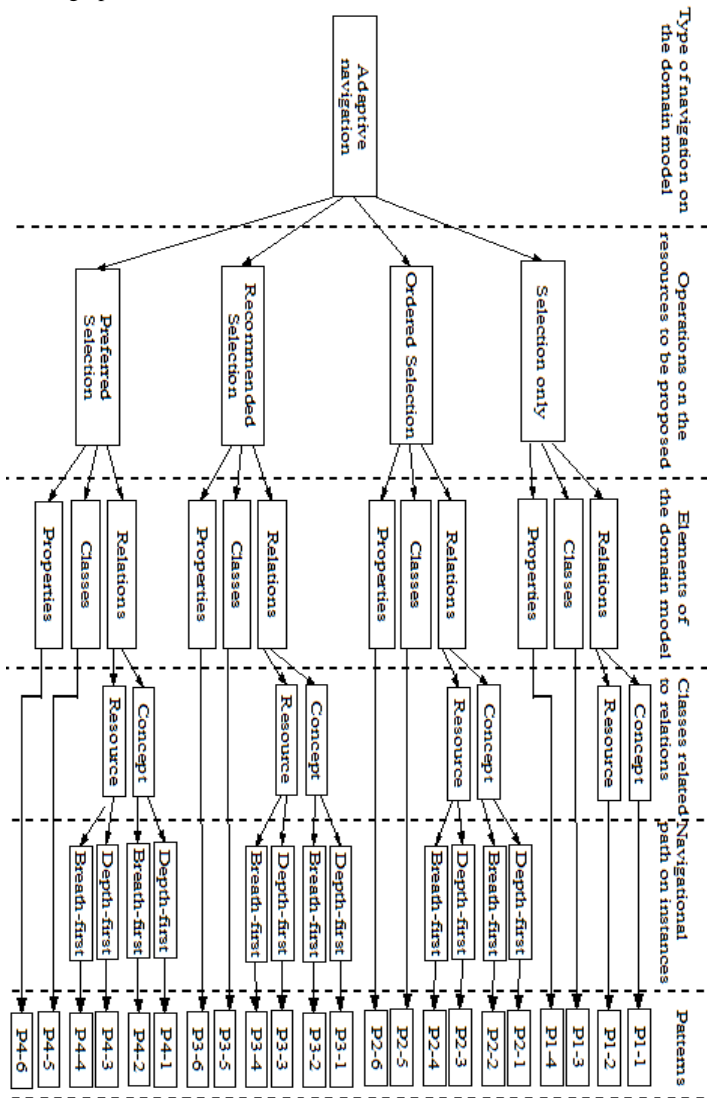 Type of navigation on
the domain model
Operations on the
resources to be proposed
Elements of
the domain model
Classes related
to relations
Navigational
path on instances
Patterns
Adaptive
navigation
Selection only
Ordered Selection
Recommended
Selection
Preferred
Selection
Relations
Classes
Properties
Relations
Classes
Properties
Relations
Classes
Properties
Relations
Classes
Properties
Concept
Resource
Concept
Resource
Concept
Resource
Concept
Resource
Depth-first
Breath-first
Depth-first
Breath-first
Depth-first
Breath-first
Depth-first
Breath-first
Depth-first
Breath-first
Depth-first
Breath-first
P1-1
P1-2
P1-3
P1-4
P2-1
P2-2
P2-3
P2-4
P2-5
P2-6
P3-1
P3-2
P3-3
P3-4
P3-5
P3-6
P4-1
P4-2
P4-3
P4-4
P4-5
P4-6